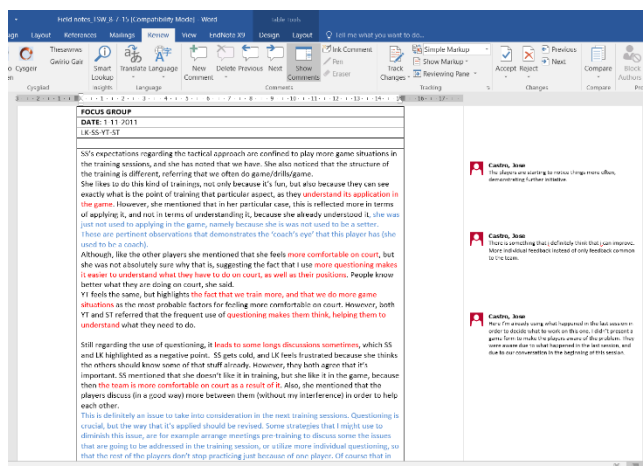 Field notes_TSW_8-7-15 (Compatibility Mode) - Word
Table Tools
Layout References Mailings Review View EndNote X9 Design Layout Tell me what you want to do...
Cysgeir
Thesawrws
Gwirio Gair
Smart Lookup
Translate Language
New Comment
Delete Previous Next
Show Comments
Ink Comment
Pen
Eraser
Track Changes
Simple Markup
Show Markup
Reviewing Pane
Accept Reject
Previous
Next
Compare
Block Authors
Cysgliad Insights Language Comments Tracking Changes Compare
FOCUS GROUP
DATE: 1-11-2011
LK-SS-YT-ST
SS's expectations regarding the tactical approach are confined to play more game situations in
the training sessions, and she has noted that we have. She also noticed that the structure of
the training is different, referring that we often do game/drills/game.
She likes to do this kind of trainings, not only because it's fun, but also because they can see
exactly what is the point of training that particular aspect, as they understand its application in
the game. However, she mentioned that in her particular case, this is reflected more in terms
of applying it, and not in terms of understanding it, because she already understood it, she was
just not used to applying in the game, namely because she was not used to be a setter.
These are pertinent observations that demonstrates the 'coach's eye' that this player has (she
used to be a coach).
Although, like the other players she mentioned that she feels more comfortable on court, but
she was not absolutely sure why that is, suggesting the fact that I use more questioning makes
it easier to understand what they have to do on court, as well as their positions. People know
better what they are doing on court, she said.
YT feels the same, but highlights the fact that we train more, and that we do more game
situations as the most probable factors for feeling more comfortable on court. However, both
YT and ST referred that the frequent use of questioning makes them think, helping them to
understand what they need to do.
Still regarding the use of questioning, it leads to some longs discussions sometimes, which SS
and LK highlighted as a negative point. SS gets cold, and LK feels frustrated because she thinks
the others should know some of that stuff already. However, they both agree that it's
important. SS mentioned that she doesn't like it in training, but she like it in the game, because
then the team is more comfortable on court as a result of it. Also, she mentioned that the
players discuss (in a good way) more between them (without my interference) in order to help
each other.
This is definitely an issue to take into consideration in the next training sessions. Questioning is
crucial, but the way that it's applied should be revised. Some strategies that I might use to
diminish this issue, are for example arrange meetings pre-training to discuss some the issues
that are going to be addressed in the training session, or utilize more individual questioning, so
that the rest of the players don't stop practicing just because of one player. Of course that in
Castro, Jose
The players are starting to notice things more often,
demonstrating further initiative.
Castro, Jose
There is something that I definitely think that I can improve.
More individual feedback instead of only feedback common
to the team.
Castro, Jose
Here I'm already using what happened in the last session in
order to decide what to work on this one. I didn't present a
game form to make the players aware of the problem. They
were aware due to what happened in the last session, and
due to our conversation in the beginning of this session.